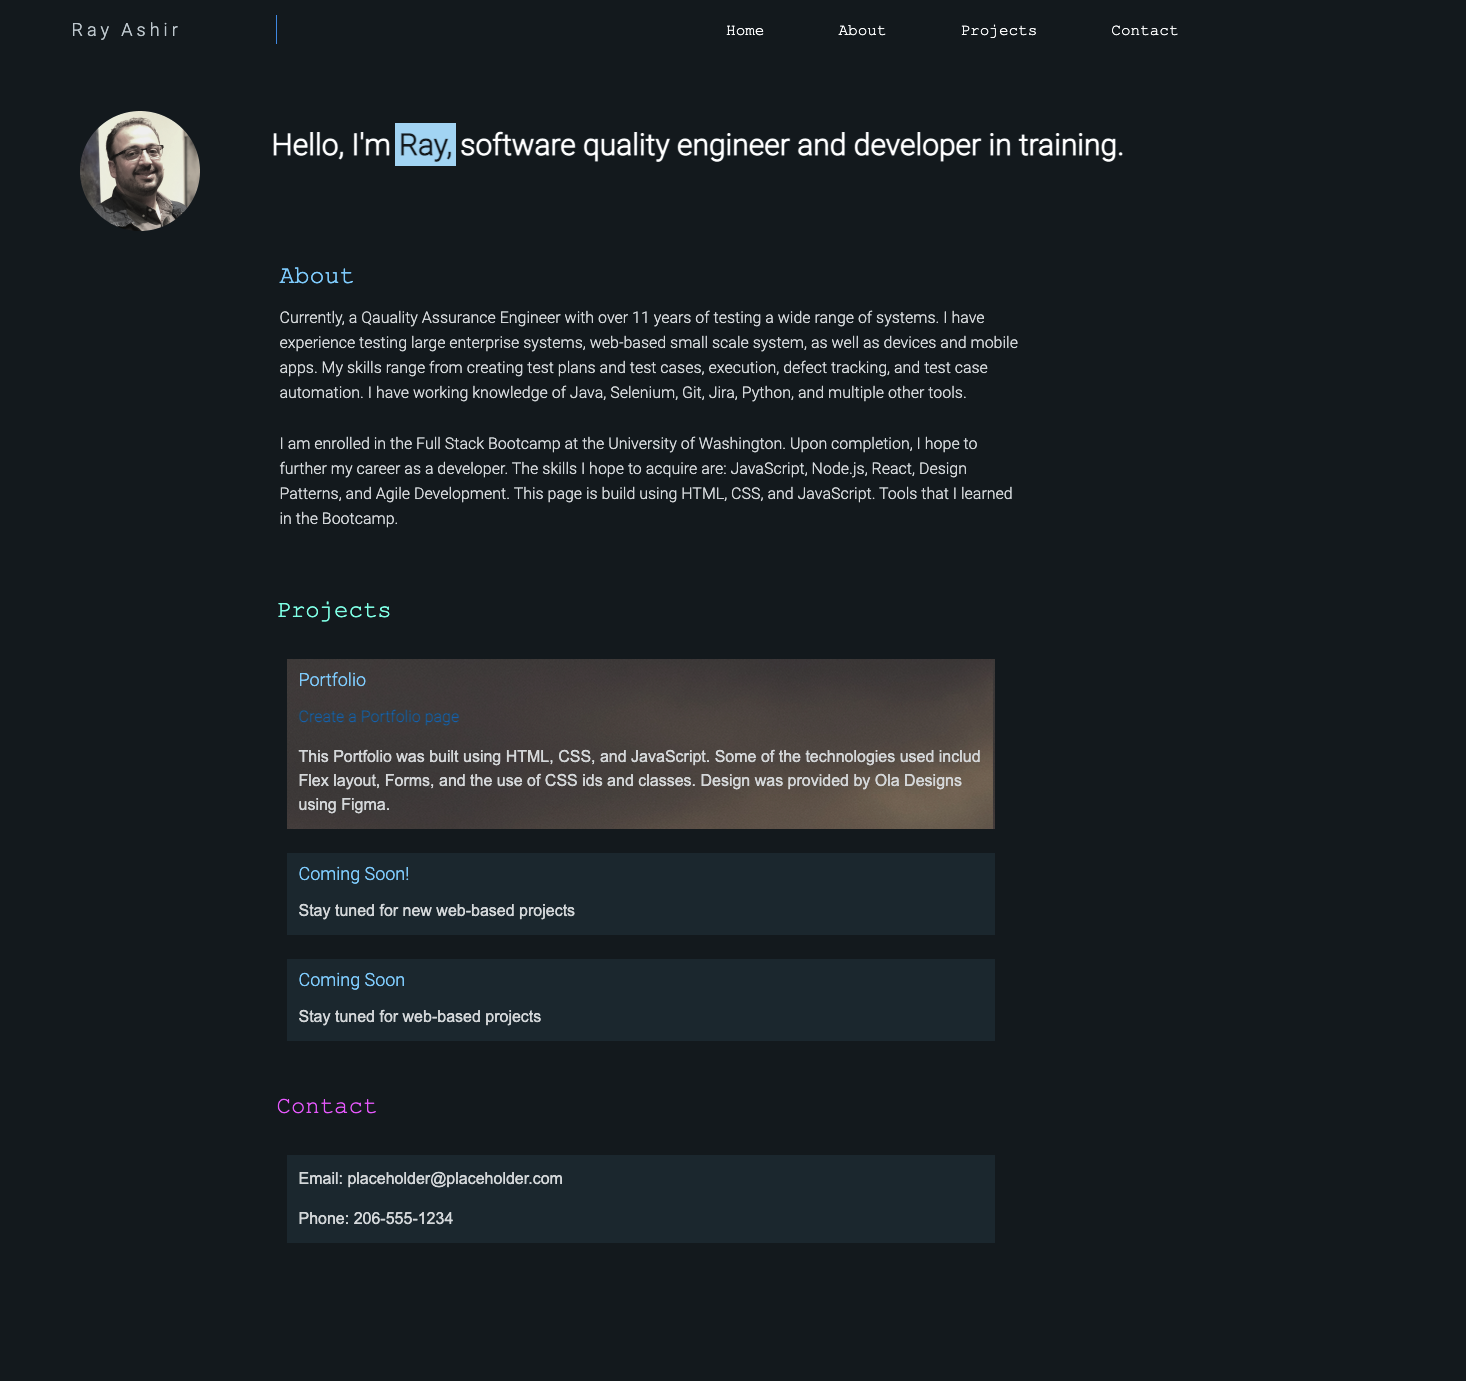 Ray Ashir
Home About Projects Contact
Hello, I'm Ray, software quality engineer and developer in training.
About
Currently, a Qauality Assurance Engineer with over 11 years of testing a wide range of systems. I have
experience testing large enterprise systems, web-based small scale system, as well as devices and mobile
apps. My skills range from creating test plans and test cases, execution, defect tracking, and test case
automation. I have working knowledge of Java, Selenium, Git, Jira, Python, and multiple other tools.
I am enrolled in the Full Stack Bootcamp at the University of Washington. Upon completion, I hope to
further my career as a developer. The skills I hope to acquire are: JavaScript, Node.js, React, Design
Patterns, and Agile Development. This page is build using HTML, CSS, and JavaScript. Tools that I learned
in the Bootcamp.
Projects
Portfolio
Create a Portfolio page
This Portfolio was built using HTML, CSS, and JavaScript. Some of the technologies used includ
Flex layout, Forms, and the use of CSS ids and classes. Design was provided by Ola Designs
using Figma.
Coming Soon!
Stay tuned for new web-based projects
Coming Soon
Stay tuned for web-based projects
Contact
Email: placeholder@placeholder.com
Phone: 206-555-1234